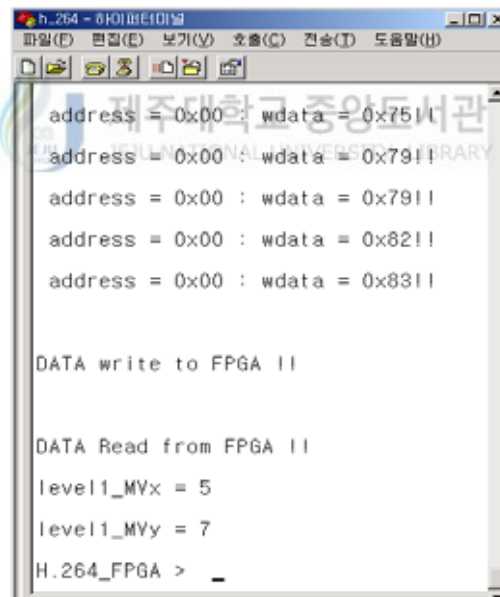 h_264 - 하이퍼터미널
파일(F) 편집(E) 보기(V) 호출(C) 전송(T) 도움말(H)
제주대학교 중앙도서관
JEJU NATIONAL UNIVERSITY LIBRARY
address = 0x00 : wdata = 0x75!!
address = 0x00 : wdata = 0x79!!
address = 0x00 : wdata = 0x79!!
address = 0x00 : wdata = 0x82!!
address = 0x00 : wdata = 0x83!!
DATA write to FPGA !!
DATA Read from FPGA !!
level1_MVx = 5
level1_MVy = 7
H.264_FPGA > _